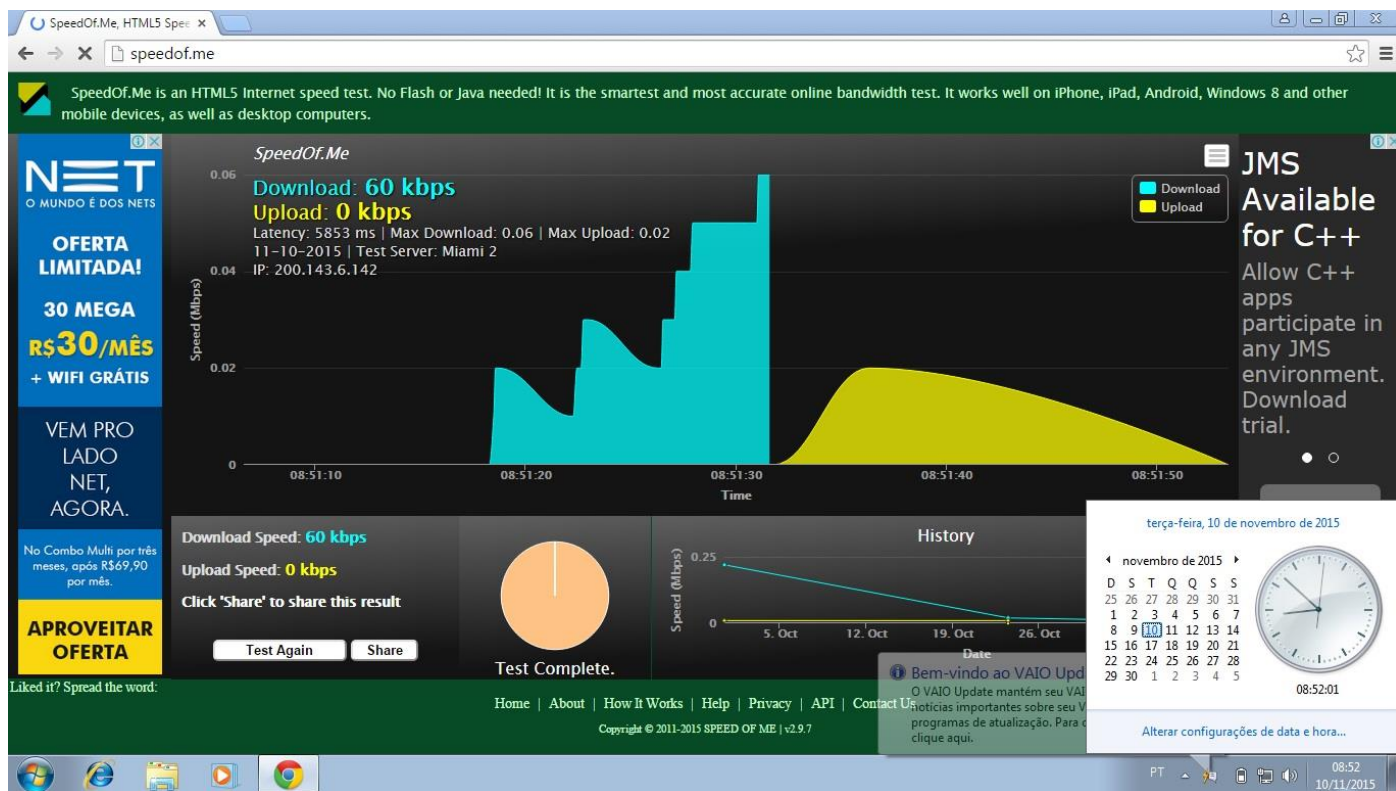 SpeedOf.Me, HTML5 Spee
speedof.me
SpeedOf.Me is an HTML5 Internet speed test. No Flash or Java needed! It is the smartest and most accurate online bandwidth test. It works well on iPhone, iPad, Android, Windows 8 and other
mobile devices, as well as desktop computers.
NET
O MUNDO É DOS NETS
OFERTA
LIMITADA!
30 MEGA
R$30/MÊS
+ WIFI GRÁTIS
VEM PRO
LADO
NET,
AGORA.
No Combo Multi por três
meses, após R$69,90
por mês.
APROVEITAR
OFERTA
SpeedOf.Me
Download: 60 kbps
Upload: 0 kbps
Latency: 5853 ms | Max Download: 0.06 | Max Upload: 0.02
11-10-2015 | Test Server: Miami 2
IP: 200.143.6.142
Download
Upload
0.06
0.04
0.02
0
Speed (Mbps)
08:51:10 08:51:20 08:51:30 08:51:40 08:51:50
Time
JMS
Available
for C++
Allow C++
apps
participate in
any JMS
environment.
Download
trial.
Download Speed: 60 kbps
Upload Speed: 0 kbps
Click 'Share' to share this result
Test Again Share
Test Complete.
History
0.25
0
Speed (Mbps)
5. Oct 12. Oct 19. Oct 26. Oct
Date
Liked it? Spread the word:
Home | About | How It Works | Help | Privacy | API | Contact Us
Copyright © 2011-2015 SPEED OF ME | v2.9.7
Bem-vindo ao VAIO Upd
O VAIO Update mantém seu VAI
notícias importantes sobre seu V
programas de atualização. Para
clique aqui.
terça-feira, 10 de novembro de 2015
novembro de 2015
D S T Q Q S S
25 26 27 28 29 30 31
1 2 3 4 5 6 7
8 9 10 11 12 13 14
15 16 17 18 19 20 21
22 23 24 25 26 27 28
29 30 1 2 3 4 5
08:52:01
Alterar configurações de data e hora...
PT
08:52
10/11/2015